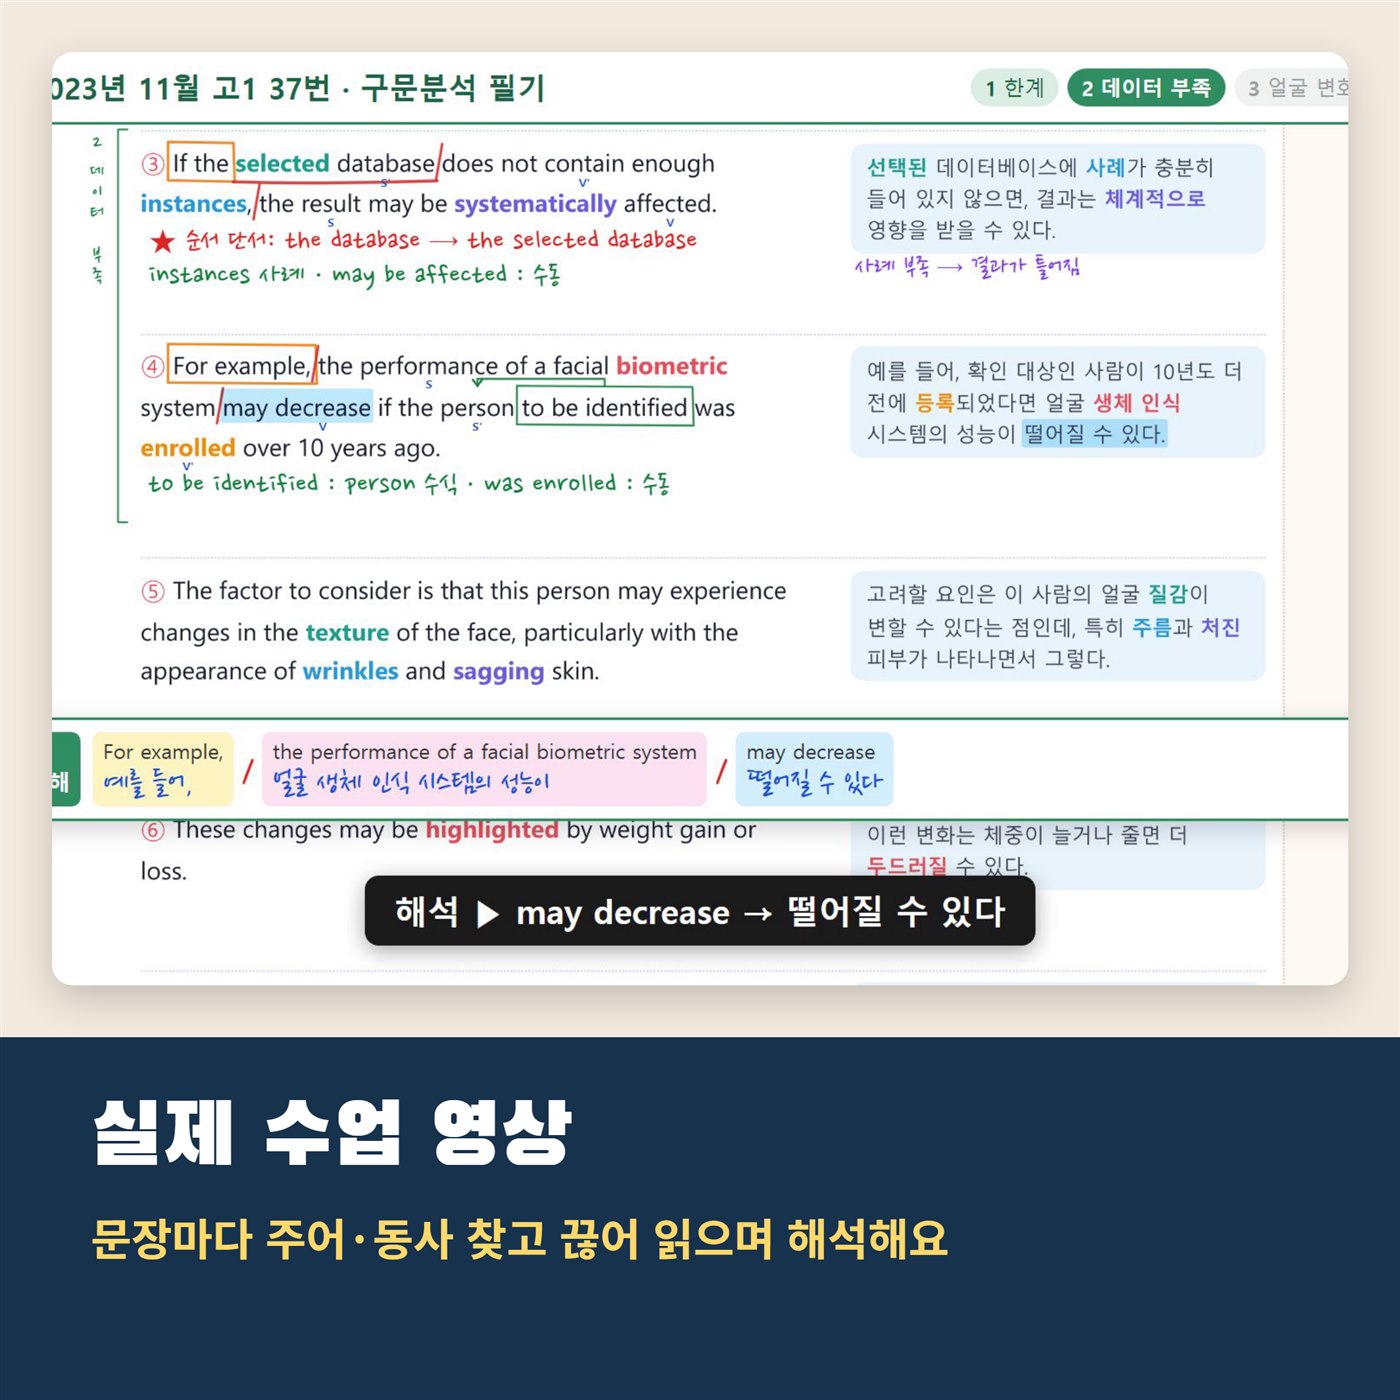 023년 11월 고1 37번 · 구문분석 필기
1 한계
2 데이터 부족
3 얼굴 변화
2 데이터 부족
③ If the selected database does not contain enough
s' v'
instances, the result may be systematically affected.
s v
★ 순서 단서: the database → the selected database
instances 사례 · may be affected : 수동
선택된 데이터베이스에 사례가 충분히
들어 있지 않으면, 결과는 체계적으로
영향을 받을 수 있다.
사례 부족 → 결과가 틀어짐
④ For example, the performance of a facial biometric
s
system may decrease if the person to be identified was
v s'
enrolled over 10 years ago.
v'
to be identified : person 수식 · was enrolled : 수동
예를 들어, 확인 대상인 사람이 10년도 더
전에 등록되었다면 얼굴 생체 인식
시스템의 성능이 떨어질 수 있다.
⑤ The factor to consider is that this person may experience
changes in the texture of the face, particularly with the
appearance of wrinkles and sagging skin.
고려할 요인은 이 사람의 얼굴 질감이
변할 수 있다는 점인데, 특히 주름과 처진
피부가 나타나면서 그렇다.
해
For example, / the performance of a facial biometric system / may decrease
예를 들어, 얼굴 생체 인식 시스템의 성능이 떨어질 수 있다
⑥ These changes may be highlighted by weight gain or
loss.
이런 변화는 체중이 늘거나 줄면 더
두드러질 수 있다.
해석 ▶ may decrease → 떨어질 수 있다
실제 수업 영상
문장마다 주어·동사 찾고 끊어 읽으며 해석해요